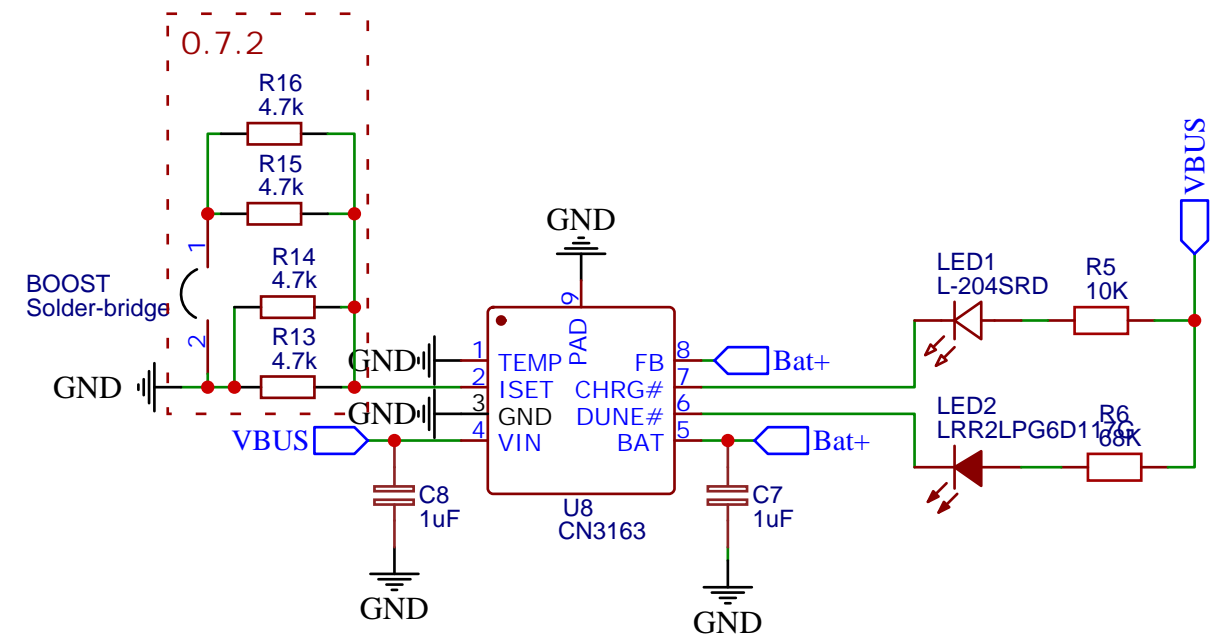 0.7.2
R16
4.7k
R15
4.7k
1
R14
4.7k
BOOST
Solder-bridge
2
R13
4.7k
GND
GND
9
PAD
GND
1
TEMP
2
ISET
GND
3
GND
VBUS
4
VIN
FB
8
Bat+
CHRG#
7
DUNE#
6
BAT
5
Bat+
U8
CN3163
C8
1uF
GND
C7
1uF
GND
LED1
L-204SRD
R5
10K
VBUS
LED2
LRR2LPG6D117G
R6
68K